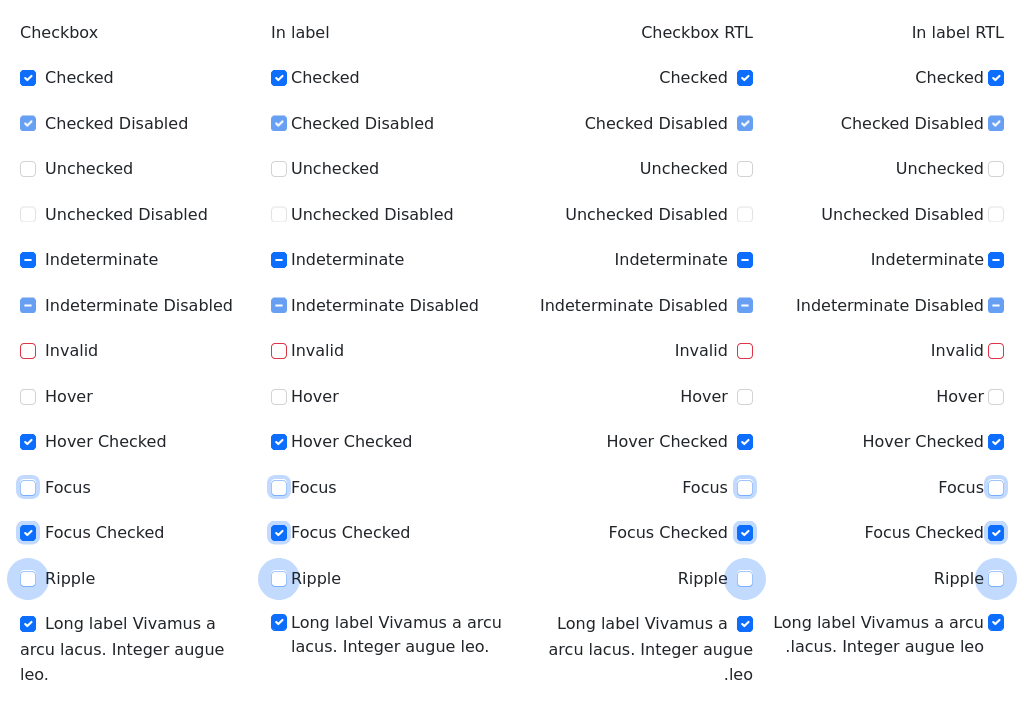 Checkbox In label Checkbox RTL In label RTL
Checked Checked Checked Checked
Checked Disabled Checked Disabled Checked Disabled Checked Disabled
Unchecked Unchecked Unchecked Unchecked
Unchecked Disabled Unchecked Disabled Unchecked Disabled Unchecked Disabled
Indeterminate Indeterminate Indeterminate Indeterminate
Indeterminate Disabled Indeterminate Disabled Indeterminate Disabled Indeterminate Disabled
Invalid Invalid Invalid Invalid
Hover Hover Hover Hover
Hover Checked Hover Checked Hover Checked Hover Checked
Focus Focus Focus Focus
Focus Checked Focus Checked Focus Checked Focus Checked
Ripple Ripple Ripple Ripple
Long label Vivamus a Long label Vivamus a arcu Long label Vivamus a Long label Vivamus a arcu
arcu lacus. Integer augue lacus. Integer augue leo. arcu lacus. Integer augue .lacus. Integer augue leo
leo. .leo